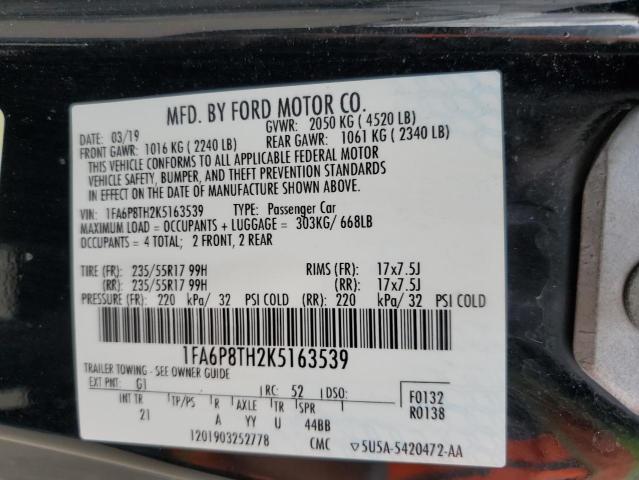 MFD. BY FORD MOTOR CO.
DATE: 03/19 GVWR: 2050 KG ( 4520 LB)
FRONT GAWR: 1016 KG ( 2240 LB) REAR GAWR: 1061 KG ( 2340 LB)
THIS VEHICLE CONFORMS TO ALL APPLICABLE FEDERAL MOTOR
VEHICLE SAFETY, BUMPER, AND THEFT PREVENTION STANDARDS
IN EFFECT ON THE DATE OF MANUFACTURE SHOWN ABOVE.
VIN: 1FA6P8TH2K5163539 TYPE: Passenger Car
MAXIMUM LOAD = OCCUPANTS + LUGGAGE = 303KG/ 668LB
OCCUPANTS = 4 TOTAL; 2 FRONT, 2 REAR
TIRE (FR): 235/55R17 99H RIMS (FR): 17x7.5J
(RR): 235/55R17 99H (RR): 17x7.5J
PRESSURE (FR): 220 kPa/ 32 PSI COLD (RR): 220 kPa/ 32 PSI COLD
1FA6P8TH2K5163539
TRAILER TOWING - SEE OWNER GUIDE
EXT PNT: G1 RC: 52 DSO: F0132
INT TR TP/PS R AXLE TR SPR R0138
21 A YY U 44BB
1201903252778 CMC ▽5U5A-5420472-AA